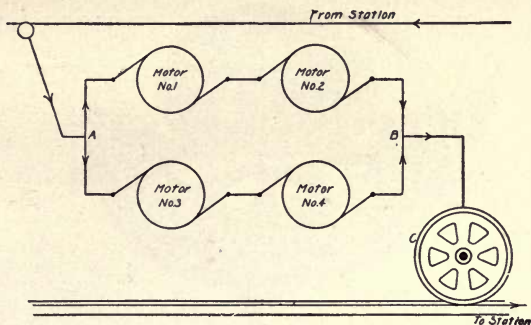 From Station
Motor
No.1
Motor
No.2
A
B
Motor
No.3
Motor
No.4
C
To Station